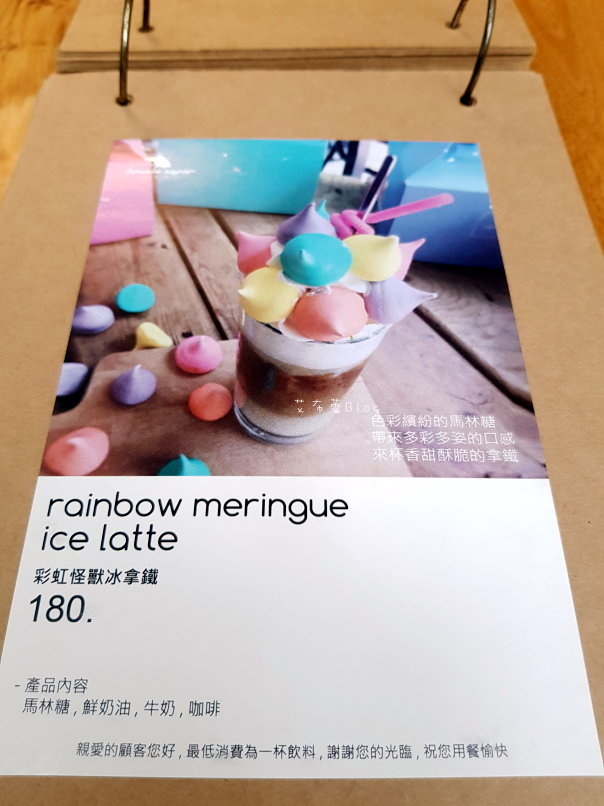 艾布蕾Blog
色彩繽紛的馬林糖
帶來多彩多姿的口感
來杯香甜酥脆的拿鐵
rainbow meringue
ice latte
彩虹怪獸冰拿鐵
180.
- 產品內容
馬林糖 , 鮮奶油 , 牛奶 , 咖啡
親愛的顧客您好 , 最低消費為一杯飲料 , 謝謝您的光臨 , 祝您用餐愉快